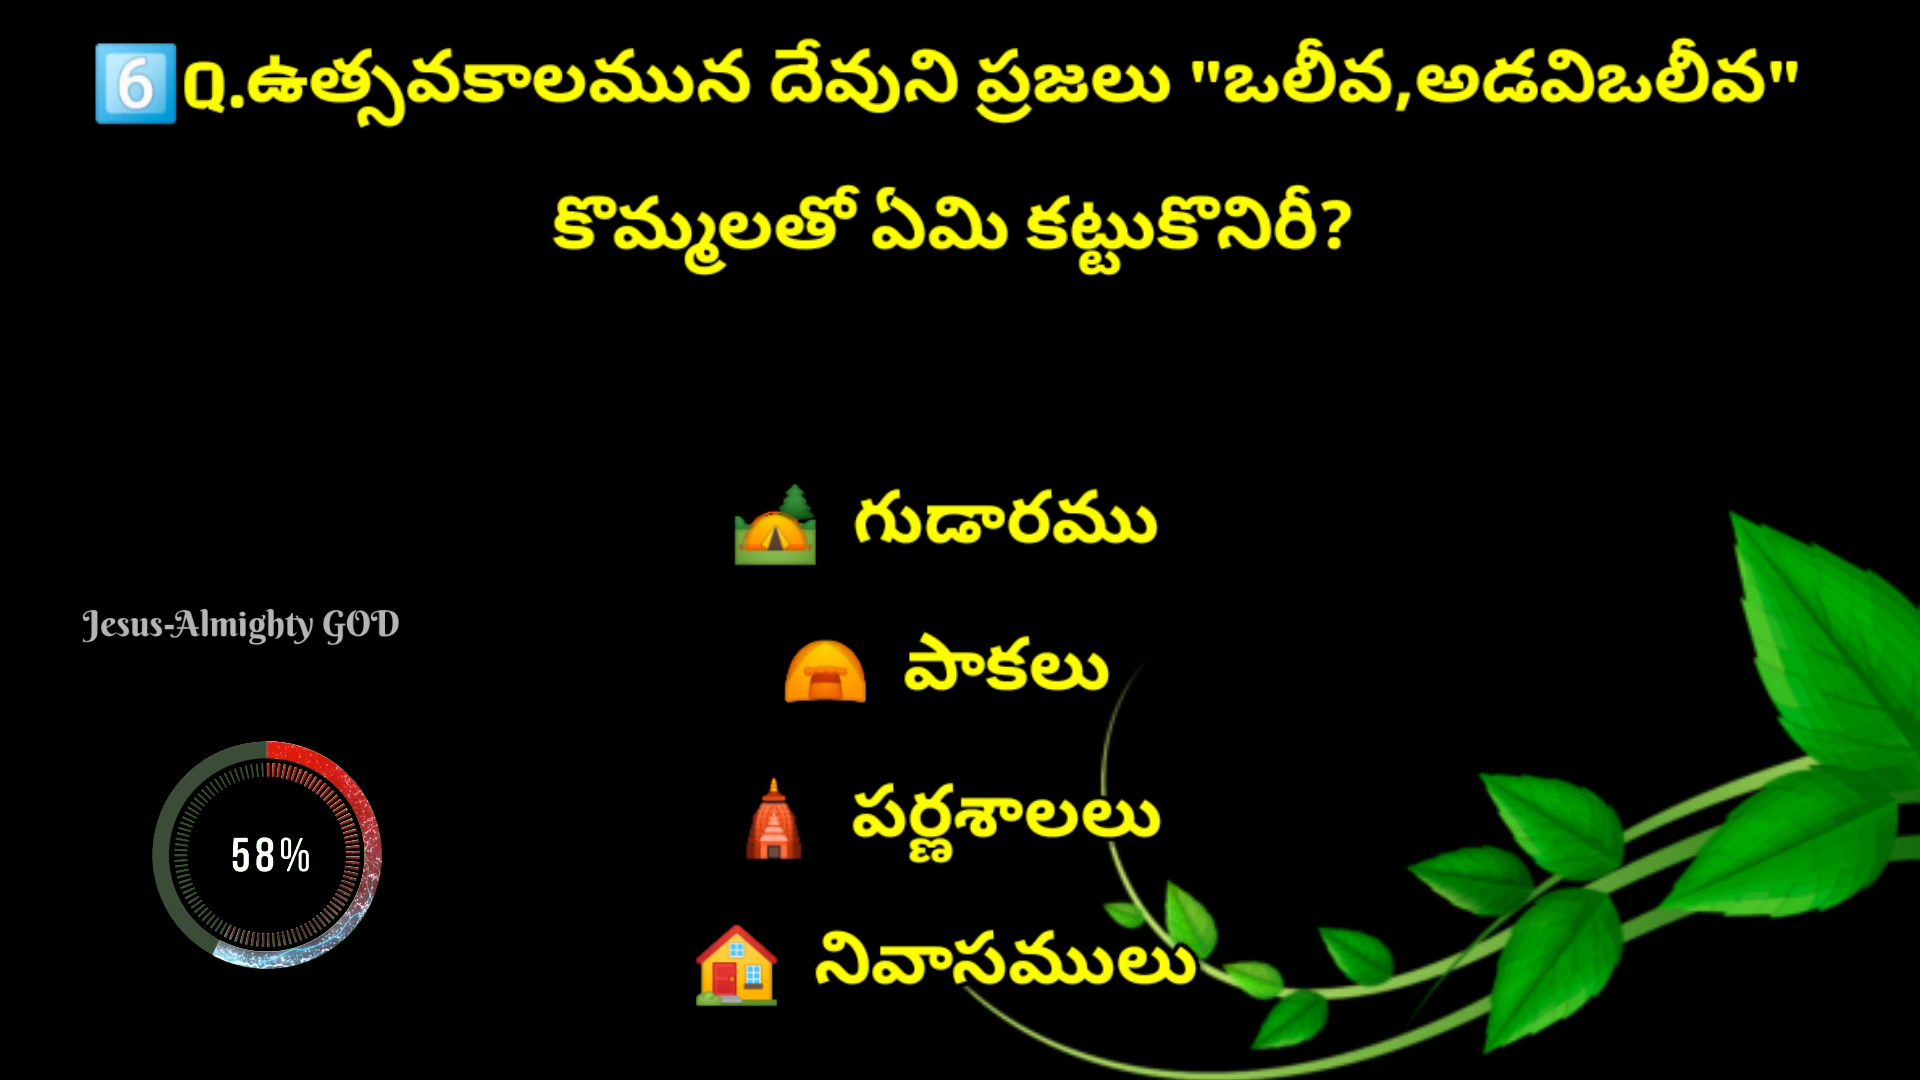 6️⃣Q.ఉత్సవకాలమున దేవుని ప్రజలు "ఒలీవ,అడవిఒలీవ"
కొమ్మలతో ఏమి కట్టుకొనిరీ?
గుడారము
పాకలు
పర్ణశాలలు
నివాసములు
Jesus-Almighty GOD
58%